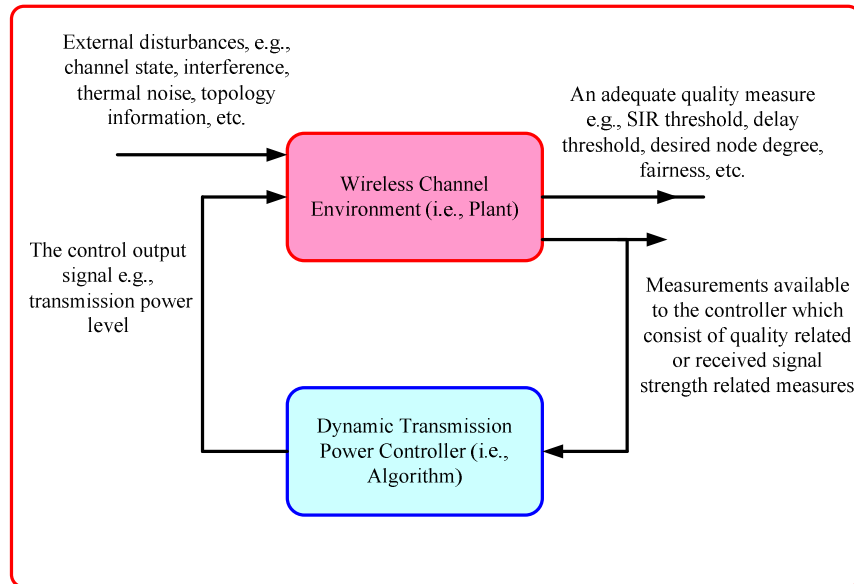 External disturbances, e.g.,
channel state, interference,
thermal noise, topology
information, etc.
An adequate quality measure
e.g., SIR threshold, delay
threshold, desired node degree,
fairness, etc.
Wireless Channel
Environment (i.e., Plant)
The control output
signal e.g.,
transmission power
level
Measurements available
to the controller which
consist of quality related
or received signal
strength related measures
Dynamic Transmission
Power Controller (i.e.,
Algorithm)